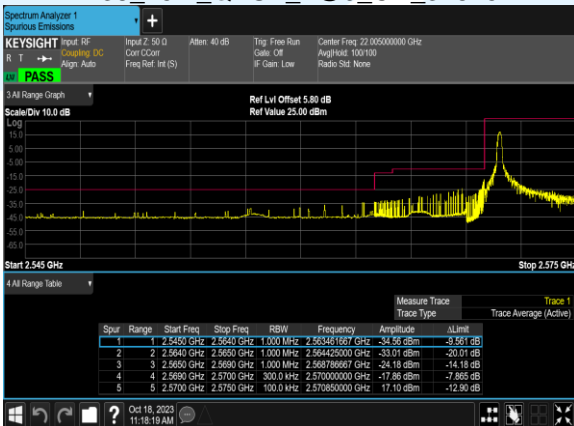 Spectrum Analyzer 1
Spurious Emissions
KEYSIGHT
R T
LXI PASS
Input: RF
Coupling: DC
Align: Auto
Input Z: 50 Ω
Corr CCorr
Freq Ref: Int (S)
Atten: 40 dB
Trig: Free Run
Gate: Off
IF Gain: Low
Center Freq: 22.005000000 GHz
Avg|Hold: 100/100
Radio Std: None
3 All Range Graph
Scale/Div 10.0 dB
Ref Lvl Offset 5.80 dB
Ref Value 25.00 dBm
Log
15.0
5.00
-5.00
-15.0
-25.0
-35.0
-45.0
-55.0
-65.0
Start 2.545 GHz
Stop 2.575 GHz
4 All Range Table
Measure Trace Trace 1
Trace Type Trace Average (Active)
Spur Range Start Freq Stop Freq RBW Frequency Amplitude ΔLimit
1 1 2.5450 GHz 2.5640 GHz 1.000 MHz 2.563461667 GHz -34.56 dBm -9.561 dB
2 2 2.5640 GHz 2.5650 GHz 1.000 MHz 2.564425000 GHz -33.01 dBm -20.01 dB
3 3 2.5650 GHz 2.5690 GHz 1.000 MHz 2.568786667 GHz -24.18 dBm -14.18 dB
4 4 2.5690 GHz 2.5700 GHz 300.0 kHz 2.570000000 GHz -17.86 dBm -7.865 dB
5 5 2.5700 GHz 2.5750 GHz 100.0 kHz 2.570850000 GHz 17.10 dBm -12.90 dB
?
Oct 18, 2023
11:18:19 AM